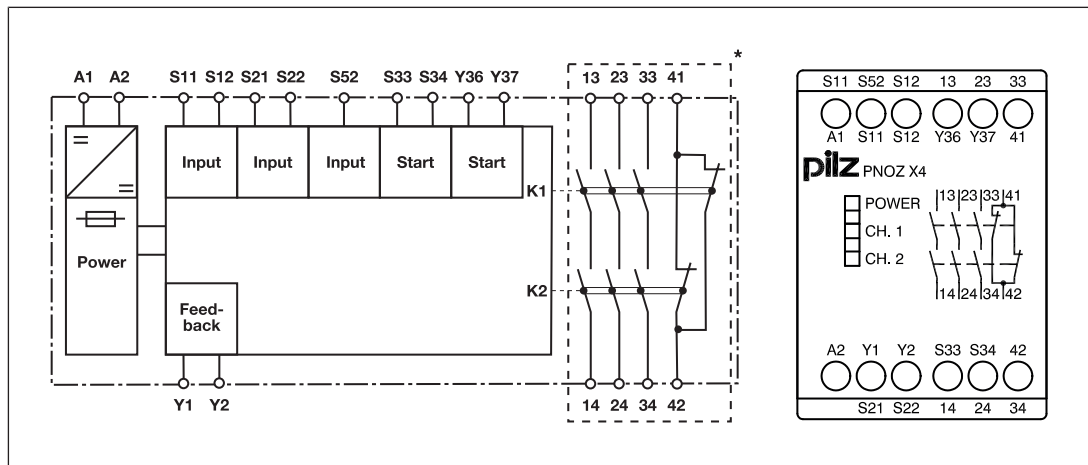 A1 A2 S11 S12 S21 S22 S52 S33 S34 Y36 Y37 13 23 33 41 *
Input Input Input Start Start
K1
Power
K2
Feed-
back
Y1 Y2 14 24 34 42
S11 S52 S12 13 23 33
A1 S11 S12 Y36 Y37 41
pilz PNOZ X4
POWER
CH. 1
CH. 2
13 23 33 41
14 24 34 42
A2 Y1 Y2 S33 S34 42
S21 S22 14 24 34